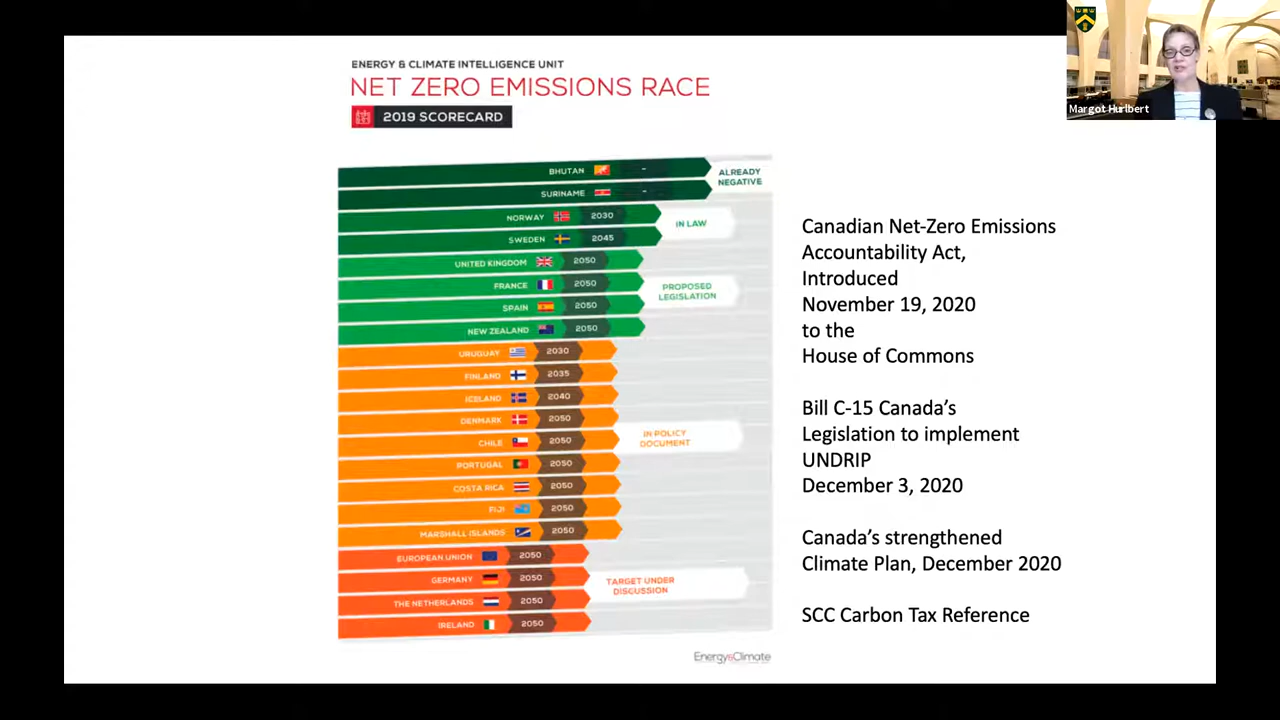 ENERGY & CLIMATE INTELLIGENCE UNIT
NET ZERO EMISSIONS RACE
2019 SCORECARD
BHUTAN -
SURINAME -
ALREADY
NEGATIVE
NORWAY 2030
SWEDEN 2045
IN LAW
UNITED KINGDOM 2050
FRANCE 2050
SPAIN 2050
NEW ZEALAND 2050
PROPOSED
LEGISLATION
URUGUAY 2030
FINLAND 2035
ICELAND 2040
DENMARK 2050
CHILE 2050
PORTUGAL 2050
COSTA RICA 2050
FIJI 2050
MARSHALL ISLANDS 2050
IN POLICY
DOCUMENT
EUROPEAN UNION 2050
GERMANY 2050
THE NETHERLANDS 2050
IRELAND 2050
TARGET UNDER
DISCUSSION
Energy&Climate
Canadian Net-Zero Emissions
Accountability Act,
Introduced
November 19, 2020
to the
House of Commons
Bill C-15 Canada’s
Legislation to implement
UNDRIP
December 3, 2020
Canada’s strengthened
Climate Plan, December 2020
SCC Carbon Tax Reference
Margot Hurlbert